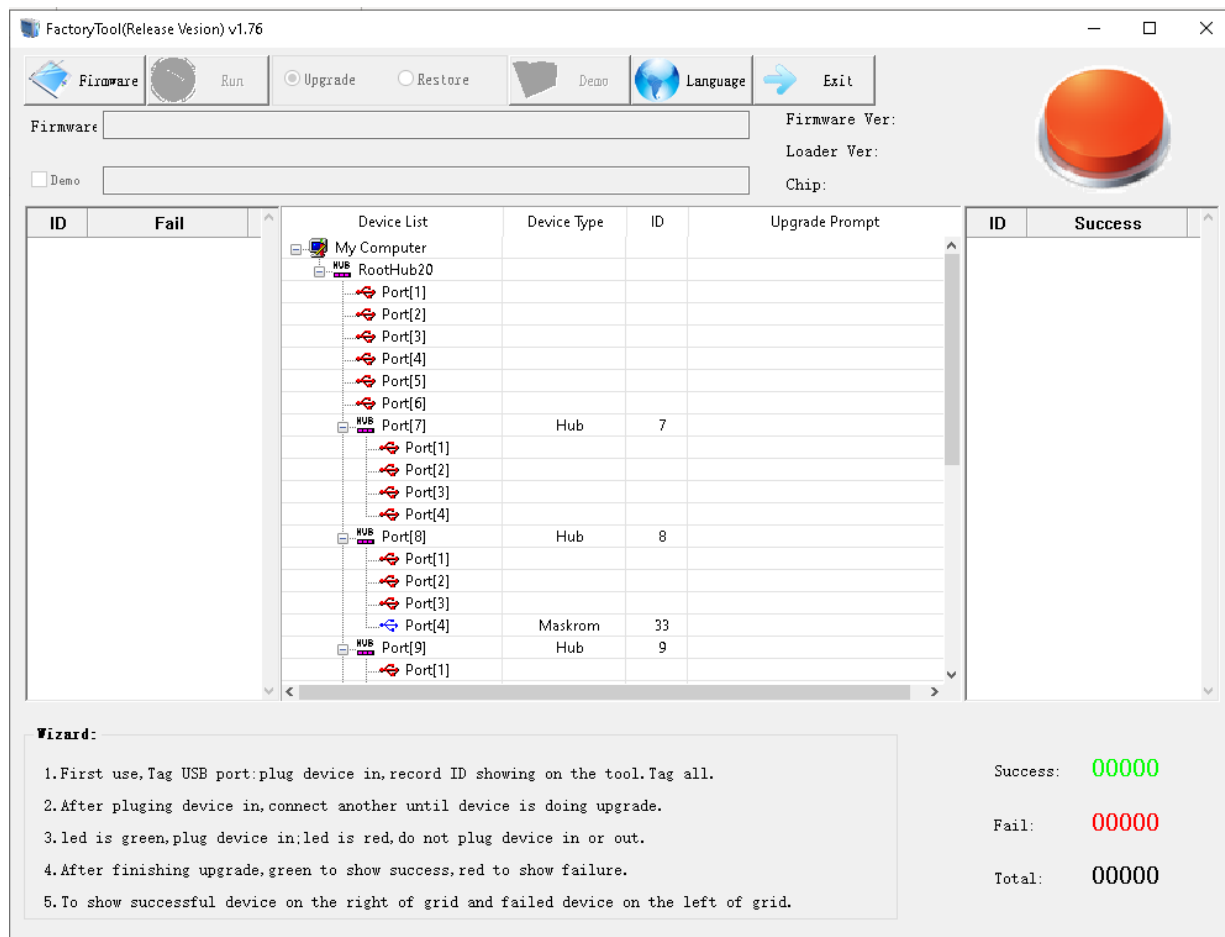 FactoryTool(Release Vesion) v1.76
Firmware Run Upgrade Restore Demo Language Exit
Firmware
Firmware Ver:
Loader Ver:
Demo
Chip:
ID Fail
Device List Device Type ID Upgrade Prompt
ID Success
My Computer
HUB RootHub20
Port[1]
Port[2]
Port[3]
Port[4]
Port[5]
Port[6]
HUB Port[7] Hub 7
Port[1]
Port[2]
Port[3]
Port[4]
HUB Port[8] Hub 8
Port[1]
Port[2]
Port[3]
Port[4] Maskrom 33
HUB Port[9] Hub 9
Port[1]
Wizard:
1.First use,Tag USB port:plug device in,record ID showing on the tool.Tag all.
2.After pluging device in,connect another until device is doing upgrade.
3.led is green,plug device in;led is red,do not plug device in or out.
4.After finishing upgrade,green to show success,red to show failure.
5.To show successful device on the right of grid and failed device on the left of grid.
Success: 00000
Fail: 00000
Total: 00000